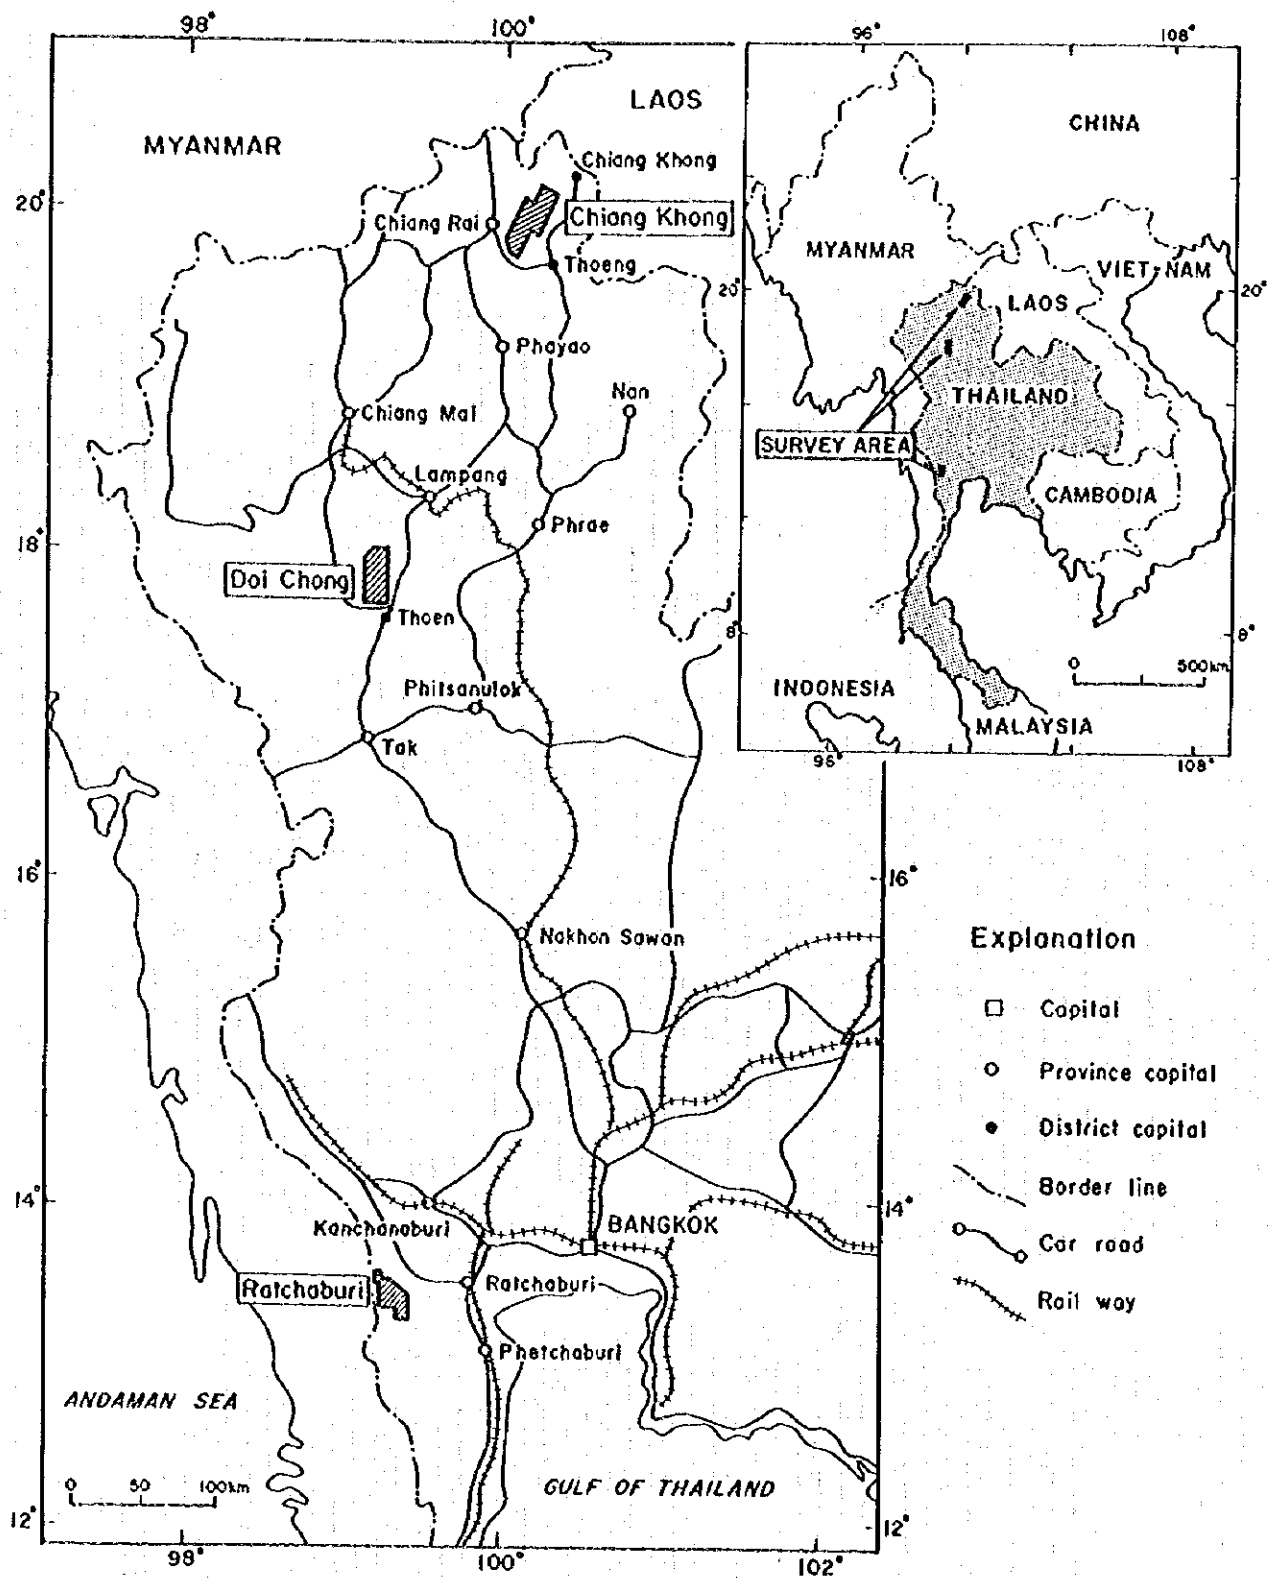 98°
100°
MYANMAR
LAOS
Chiang Khong
20°
Chiang Rai
Chiang Khong
Thoeng
Phayao
Nan
Chiang Mai
Lampang
Phrae
18°
Doi Chong
Thoen
Phitsanulok
Tak
16°
16°
Nakhon Sawan
14°
14°
Kanchanaburi
BANGKOK
Ratchaburi
Ratchaburi
Phetchaburi
ANDAMAN SEA
0 50 100km
GULF OF THAILAND
12°
12°
98°
100°
102°
96°
108°
CHINA
MYANMAR
VIET-NAM
20°
LAOS
20°
THAILAND
SURVEY AREA
CAMBODIA
8°
8°
0 500km
INDONESIA
MALAYSIA
96°
108°
Explanation
Capital
Province capital
District capital
Border line
Car road
Rail way